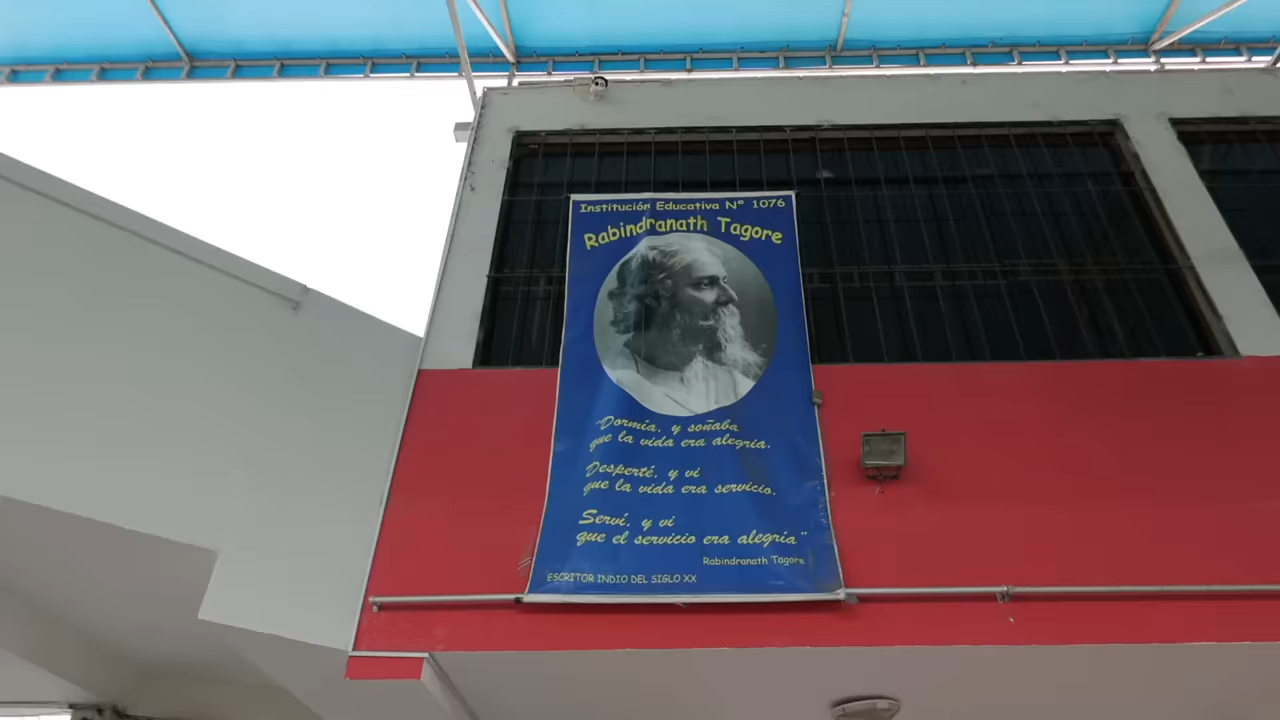 Institución Educativa Nº 1076
Rabindranath Tagore
"Dormía, y soñaba
que la vida era alegría.
Desperté, y vi
que la vida era servicio.
Serví, y vi
que el servicio era alegría"
Rabindranath Tagore
ESCRITOR INDIO DEL SIGLO XX